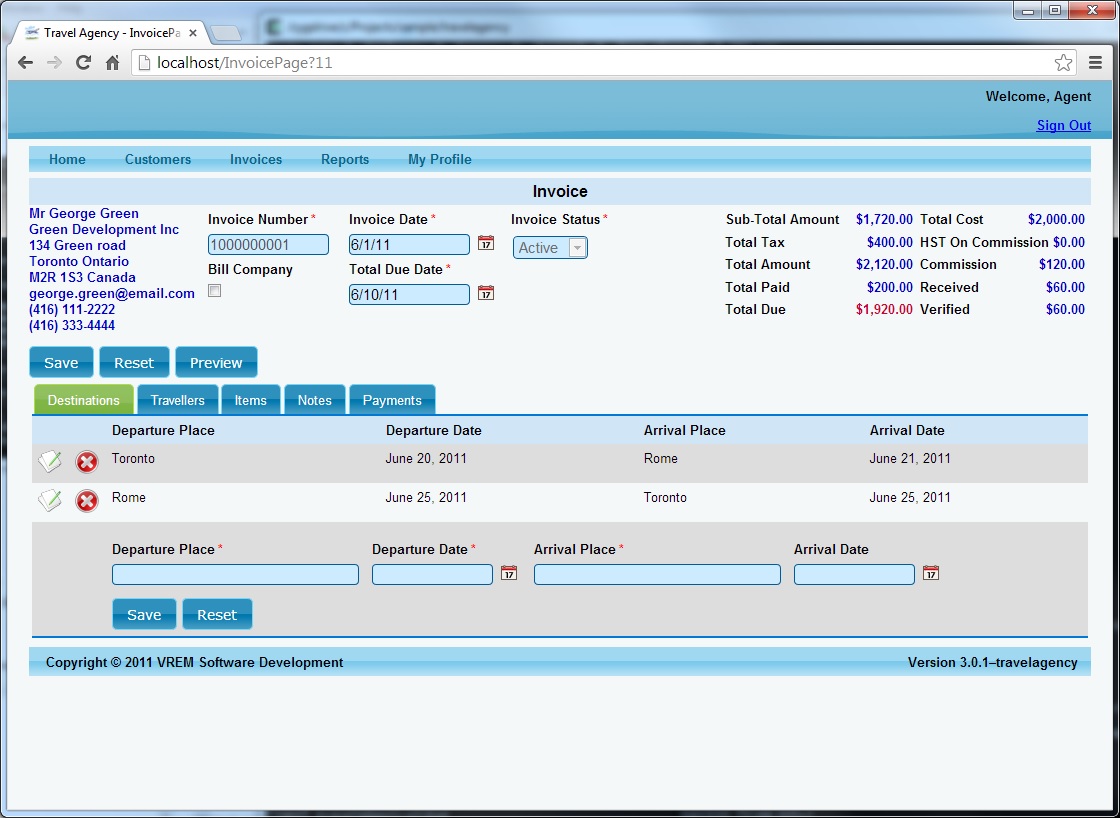 Travel Agency - InvoicePa
localhost/InvoicePage?11
Welcome, Agent
Sign Out
Home Customers Invoices Reports My Profile
Invoice
Mr George Green
Green Development Inc
134 Green road
Toronto Ontario
M2R 1S3 Canada
george.green@email.com
(416) 111-2222
(416) 333-4444
Invoice Number * Invoice Date * Invoice Status *
1000000001 6/1/11 17 Active
Bill Company Total Due Date *
6/10/11 17
Sub-Total Amount $1,720.00 Total Cost $2,000.00
Total Tax $400.00 HST On Commission $0.00
Total Amount $2,120.00 Commission $120.00
Total Paid $200.00 Received $60.00
Total Due $1,920.00 Verified $60.00
Save Reset Preview
Destinations Travellers Items Notes Payments
Departure Place Departure Date Arrival Place Arrival Date
Toronto June 20, 2011 Rome June 21, 2011
Rome June 25, 2011 Toronto June 25, 2011
Departure Place * Departure Date * Arrival Place * Arrival Date
17 17
Save Reset
Copyright © 2011 VREM Software Development Version 3.0.1–travelagency